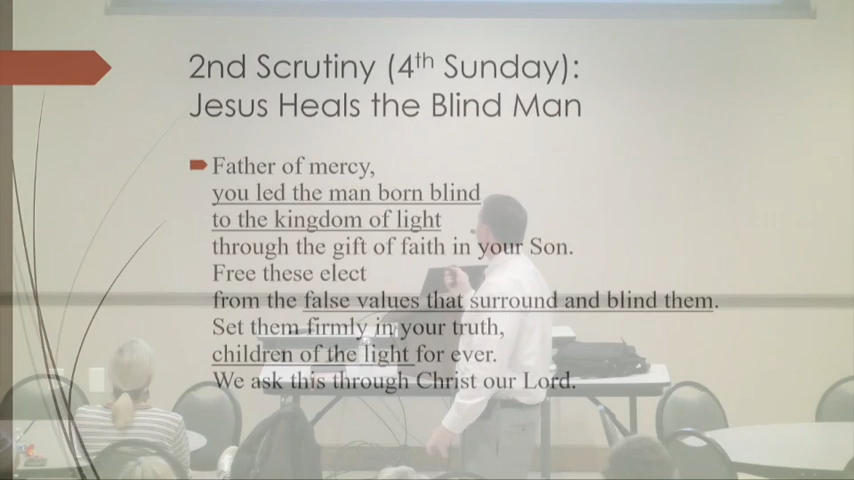 2nd Scrutiny (4th Sunday):
Jesus Heals the Blind Man
Father of mercy,
you led the man born blind
to the kingdom of light
through the gift of faith in your Son.
Free these elect
from the false values that surround and blind them.
Set them firmly in your truth,
children of the light for ever.
We ask this through Christ our Lord.